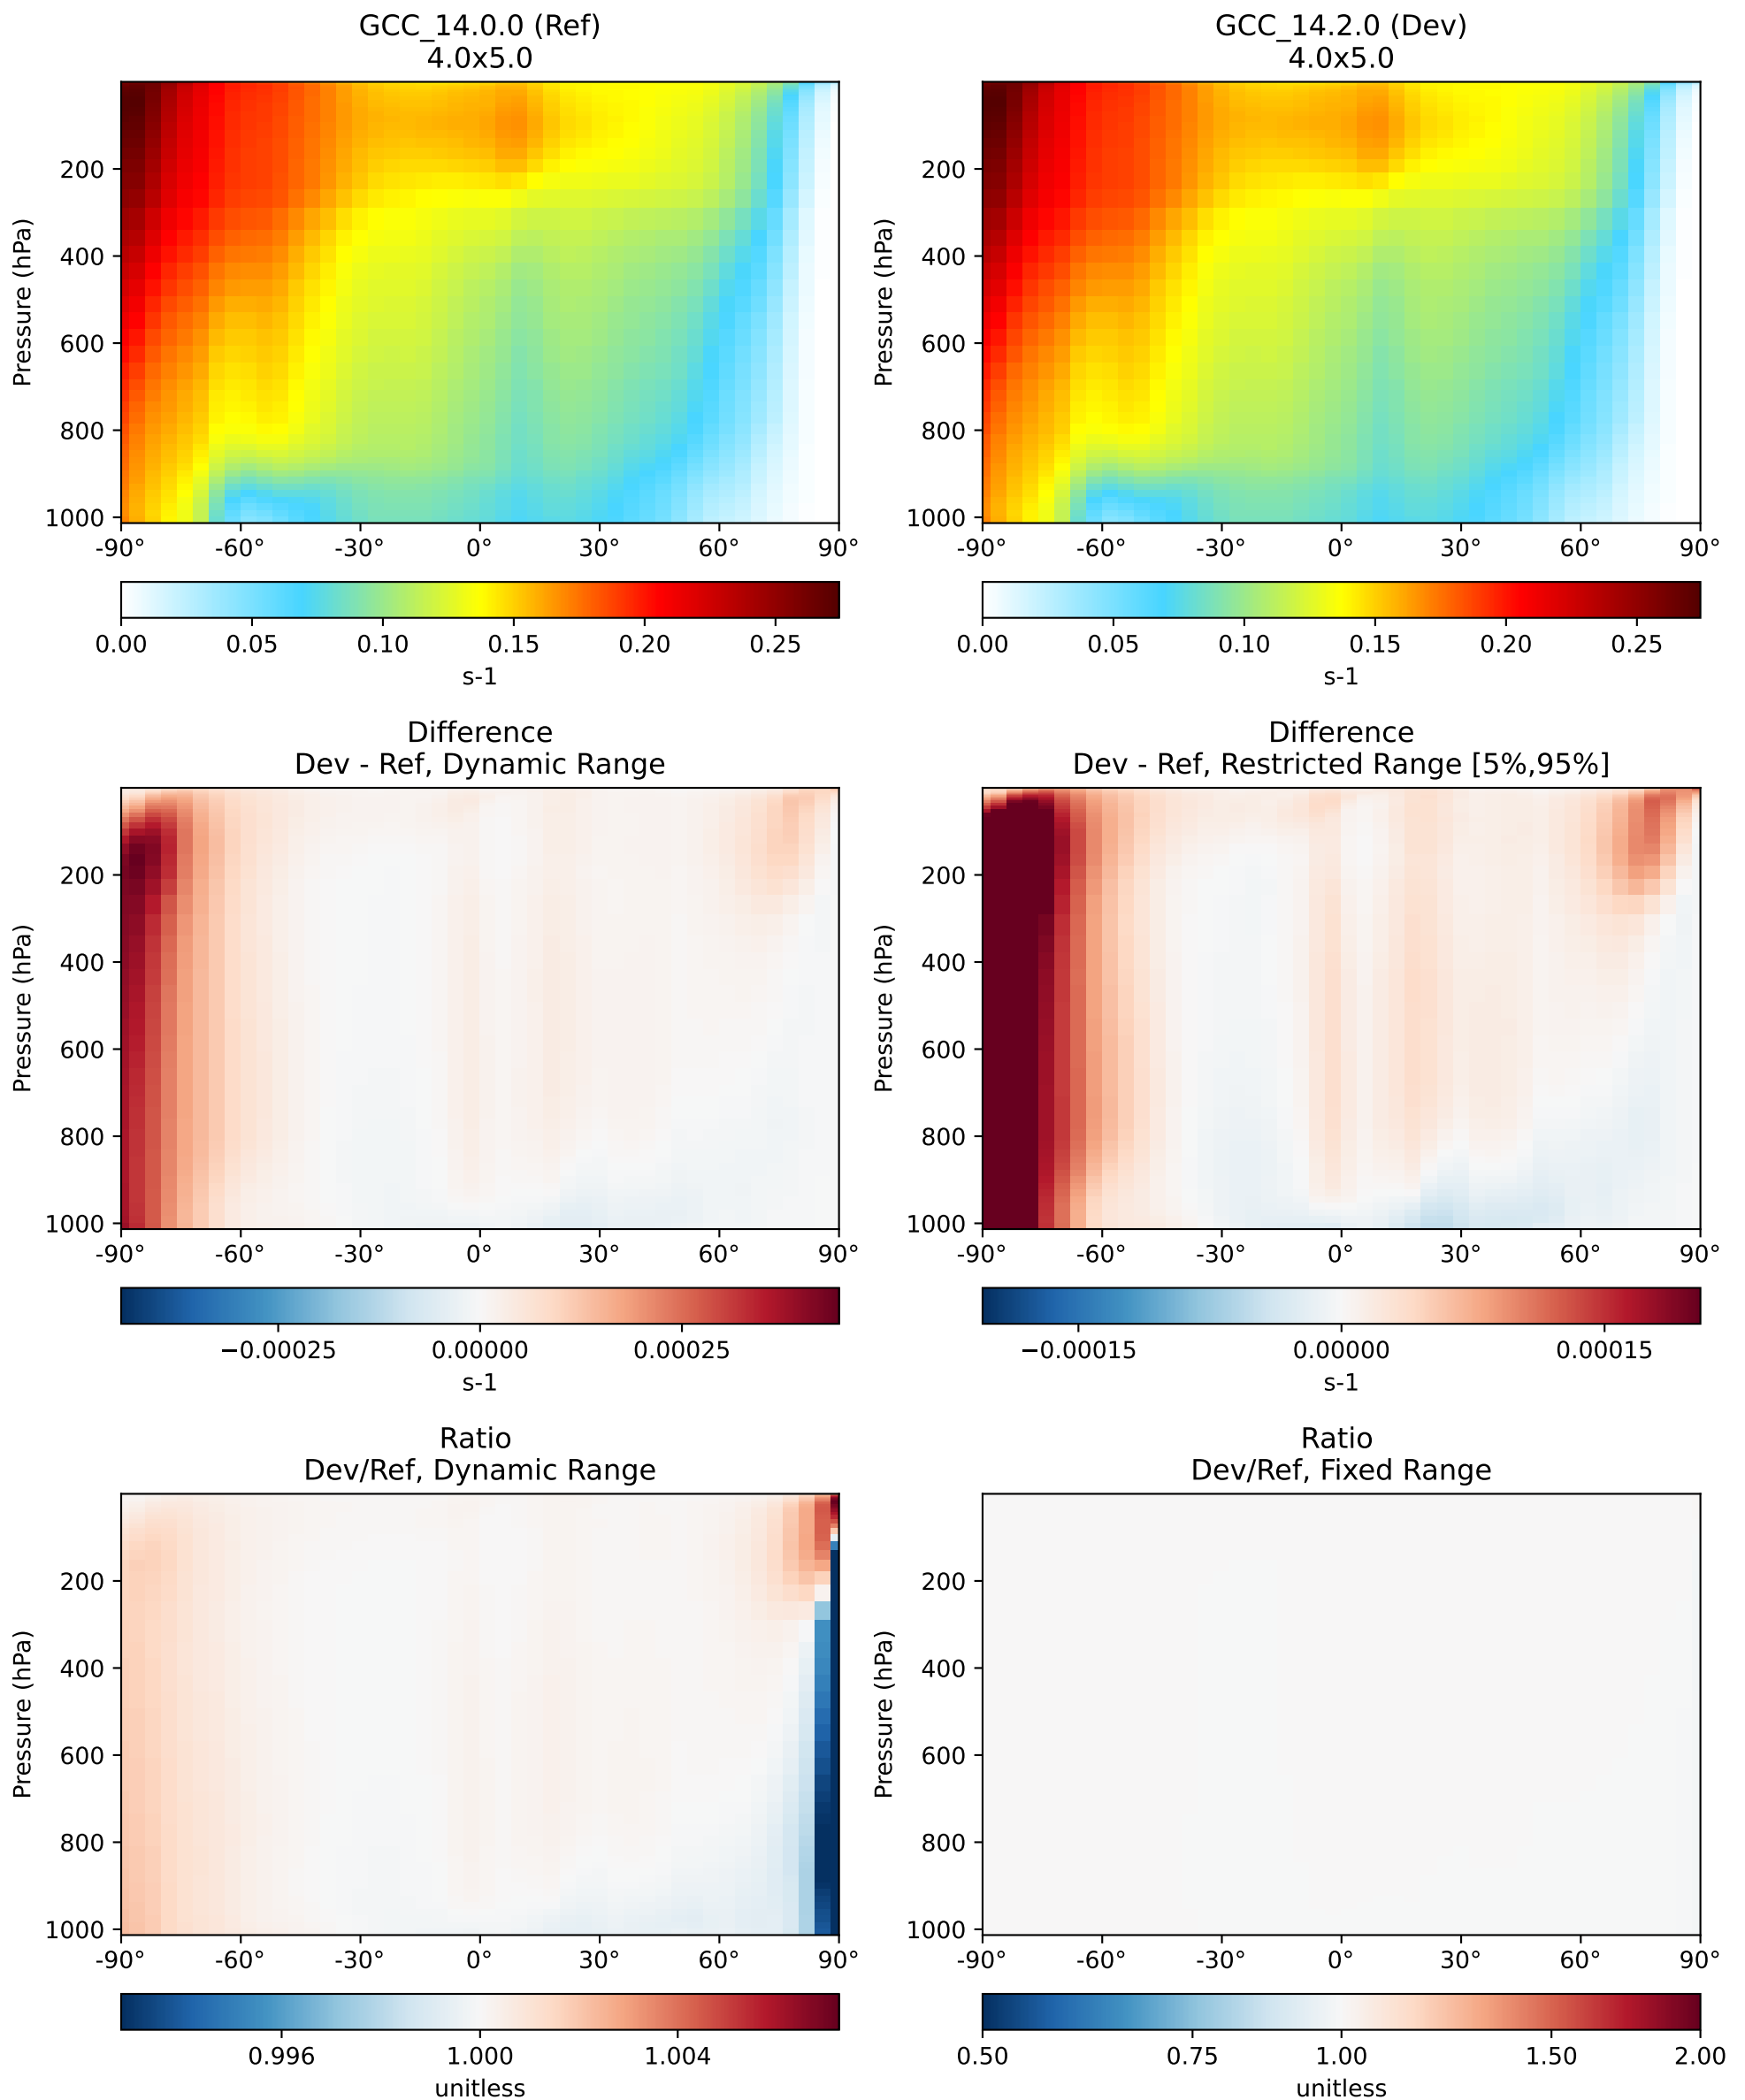 GCC_14.0.0 (Ref)
4.0x5.0
GCC_14.2.0 (Dev)
4.0x5.0
Pressure (hPa)
200
400
600
800
1000
-90° -60° -30° 0° 30° 60° 90°
0.00 0.05 0.10 0.15 0.20 0.25
s-1
Pressure (hPa)
200
400
600
800
1000
-90° -60° -30° 0° 30° 60° 90°
0.00 0.05 0.10 0.15 0.20 0.25
s-1
Difference
Dev - Ref, Dynamic Range
Pressure (hPa)
200
400
600
800
1000
-90° -60° -30° 0° 30° 60° 90°
−0.00025 0.00000 0.00025
s-1
Difference
Dev - Ref, Restricted Range [5%,95%]
Pressure (hPa)
200
400
600
800
1000
-90° -60° -30° 0° 30° 60° 90°
−0.00015 0.00000 0.00015
s-1
Ratio
Dev/Ref, Dynamic Range
Pressure (hPa)
200
400
600
800
1000
-90° -60° -30° 0° 30° 60° 90°
0.996 1.000 1.004
unitless
Ratio
Dev/Ref, Fixed Range
Pressure (hPa)
200
400
600
800
1000
-90° -60° -30° 0° 30° 60° 90°
0.50 0.75 1.00 1.50 2.00
unitless